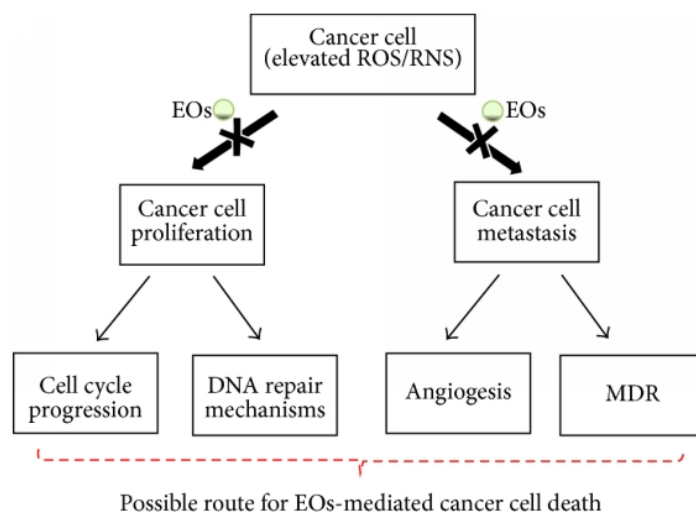 Cancer cell
(elevated ROS/RNS)
EOs
EOs
Cancer cell
proliferation
Cancer cell
metastasis
Cell cycle
progression
DNA repair
mechanisms
Angiogesis
MDR
Possible route for EOs-mediated cancer cell death